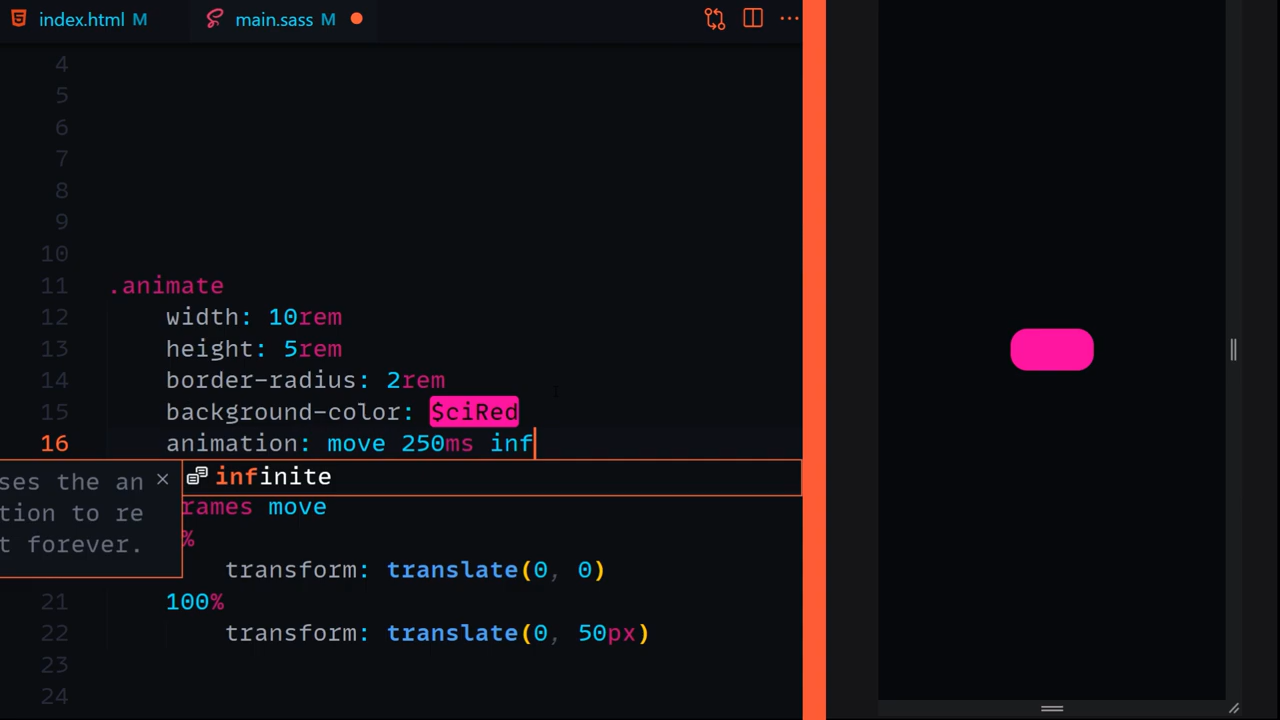 index.html M main.sass M
4
5
6
7
8
9
10
11 .animate
12 width: 10rem
13 height: 5rem
14 border-radius: 2rem
15 background-color: $ciRed
16 animation: move 250ms inf
ses the an × infinite
tion to re rames move
t forever. %
transform: translate(0, 0)
21 100%
22 transform: translate(0, 50px)
23
24